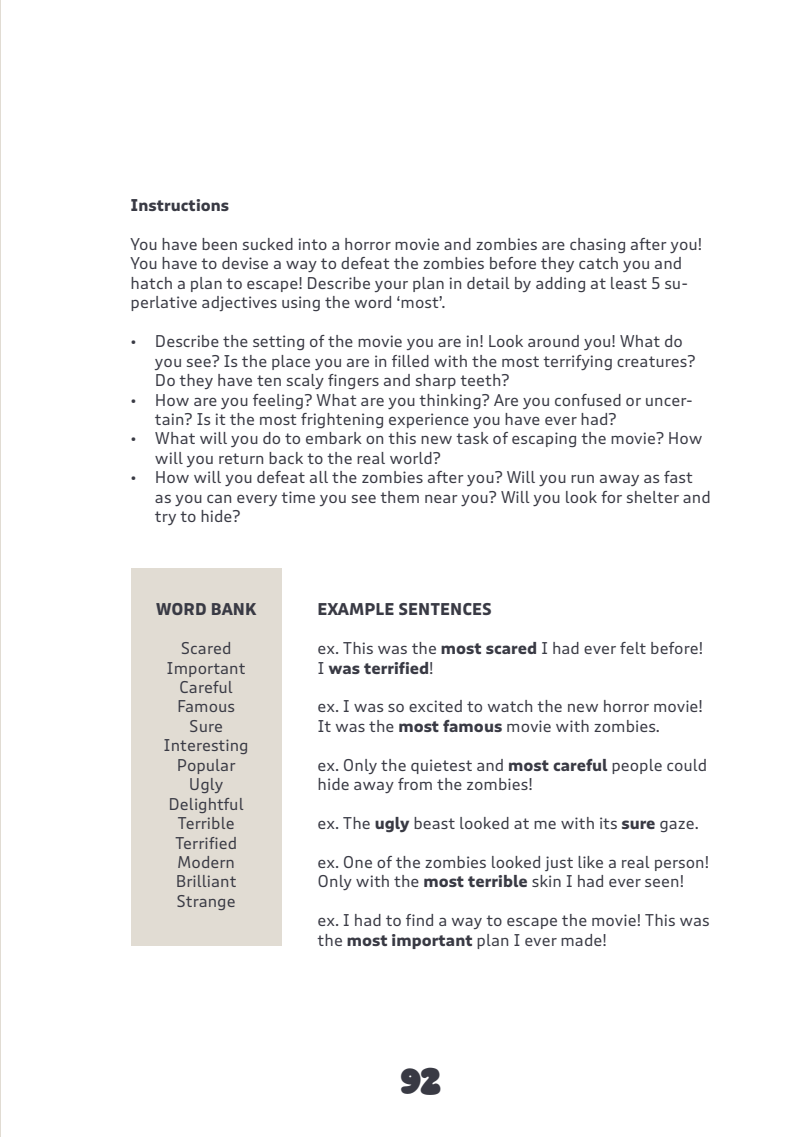 Instructions
You have been sucked into a horror movie and zombies are chasing after you!
You have to devise a way to defeat the zombies before they catch you and
hatch a plan to escape! Describe your plan in detail by adding at least 5 su-
perlative adjectives using the word ‘most’.
• Describe the setting of the movie you are in! Look around you! What do
you see? Is the place you are in filled with the most terrifying creatures?
Do they have ten scaly fingers and sharp teeth?
• How are you feeling? What are you thinking? Are you confused or uncer-
tain? Is it the most frightening experience you have ever had?
• What will you do to embark on this new task of escaping the movie? How
will you return back to the real world?
• How will you defeat all the zombies after you? Will you run away as fast
as you can every time you see them near you? Will you look for shelter and
try to hide?
WORD BANK
Scared
Important
Careful
Famous
Sure
Interesting
Popular
Ugly
Delightful
Terrible
Terrified
Modern
Brilliant
Strange
EXAMPLE SENTENCES
ex. This was the most scared I had ever felt before!
I was terrified!
ex. I was so excited to watch the new horror movie!
It was the most famous movie with zombies.
ex. Only the quietest and most careful people could
hide away from the zombies!
ex. The ugly beast looked at me with its sure gaze.
ex. One of the zombies looked just like a real person!
Only with the most terrible skin I had ever seen!
ex. I had to find a way to escape the movie! This was
the most important plan I ever made!
92